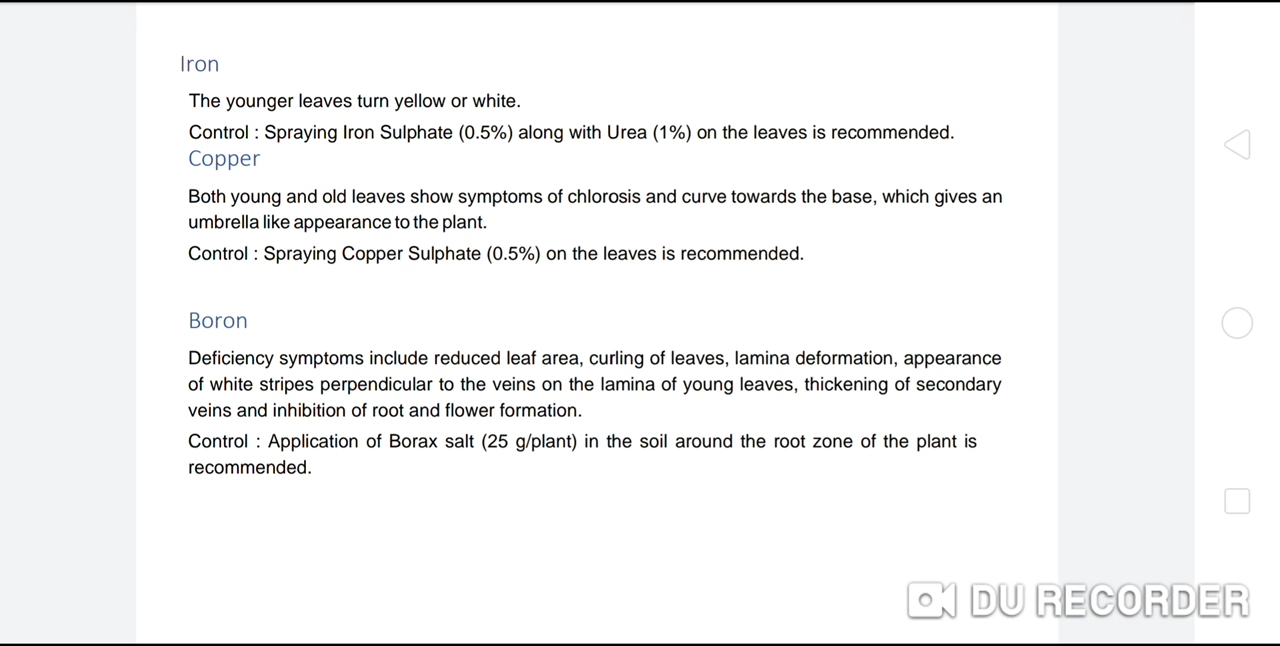 Iron
The younger leaves turn yellow or white.
Control : Spraying Iron Sulphate (0.5%) along with Urea (1%) on the leaves is recommended.
Copper
Both young and old leaves show symptoms of chlorosis and curve towards the base, which gives an
umbrella like appearance to the plant.
Control : Spraying Copper Sulphate (0.5%) on the leaves is recommended.
Boron
Deficiency symptoms include reduced leaf area, curling of leaves, lamina deformation, appearance
of white stripes perpendicular to the veins on the lamina of young leaves, thickening of secondary
veins and inhibition of root and flower formation.
Control : Application of Borax salt (25 g/plant) in the soil around the root zone of the plant is
recommended.
DU RECORDER